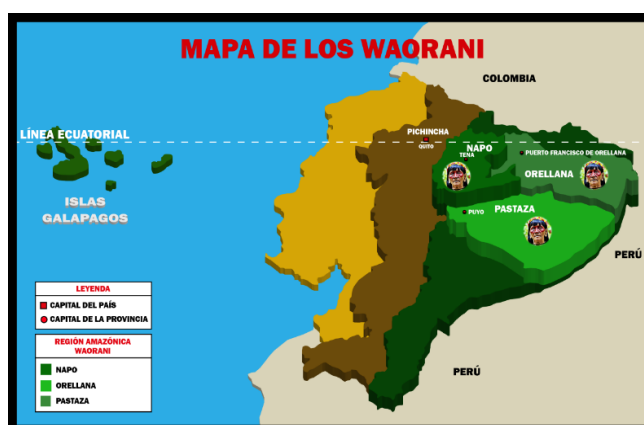 MAPA DE LOS WAORANI
COLOMBIA
LÍNEA ECUATORIAL
PICHINCHA
QUITO
NAPO
TENA
PUERTO FRANCISCO DE ORELLANA
ORELLANA
ISLAS
GALAPAGOS
PUYO
PASTAZA
PERÚ
LEYENDA
CAPITAL DEL PAÍS
CAPITAL DE LA PROVINCIA
REGIÓN AMAZÓNICA
WAORANI
NAPO
ORELLANA
PASTAZA
PERÚ